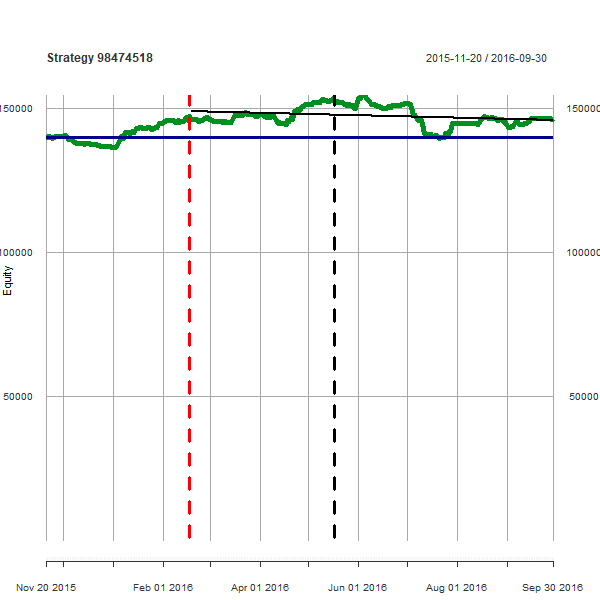 Strategy 98474518
2015-11-20 / 2016-09-30
150000
150000
100000
100000
Equity
50000
50000
Nov 20 2015
Feb 01 2016
Apr 01 2016
Jun 01 2016
Aug 01 2016
Sep 30 2016